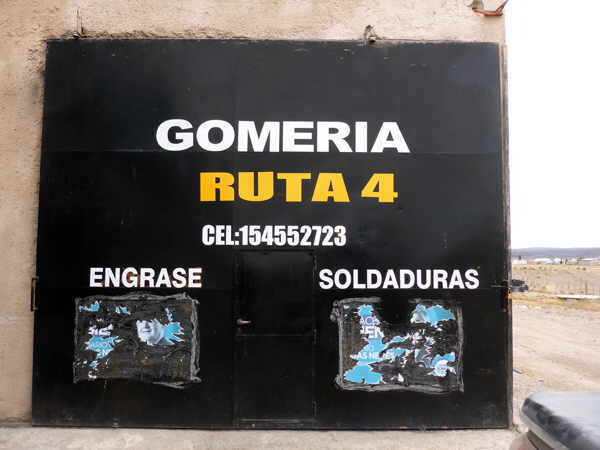 GOMERIA
RUTA 4
CEL:154552723
ENGRASE
SOLDADURAS